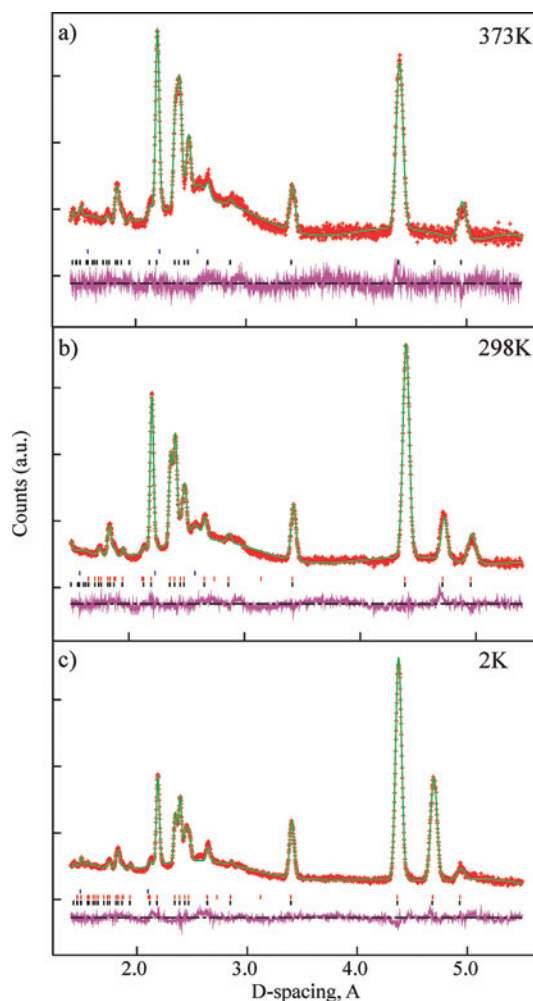 a) 373K
b) 298K
Counts (a.u.)
c) 2K
2.0 3.0 4.0 5.0
D-spacing, A